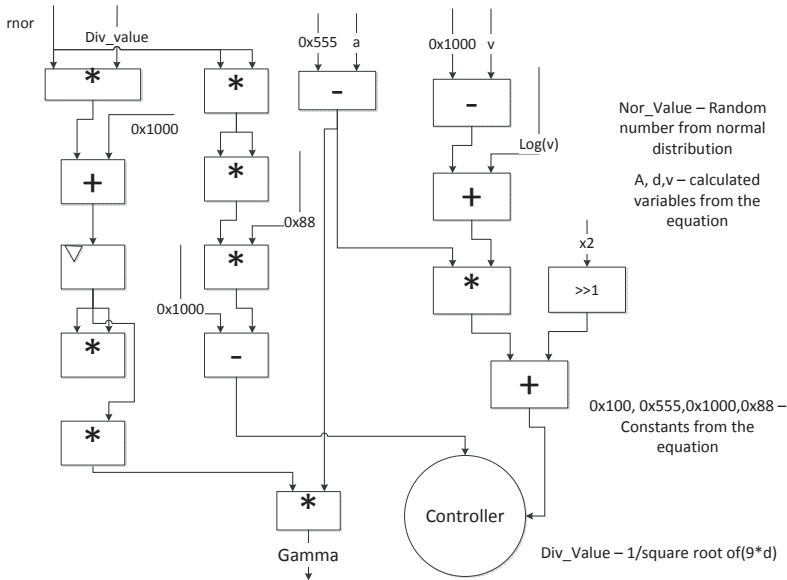 rnor
Div_value
0x555 a
0x1000 v
*
*
-
-
0x1000
Log(v)
+
*
+
0x88
x2
*
*
>>1
0x1000
*
-
+
*
*
Controller
Gamma
Nor_Value – Random
number from normal
distribution
A, d,v – calculated
variables from the
equation
0x100, 0x555,0x1000,0x88 –
Constants from the
equation
Div_Value – 1/square root of(9*d)